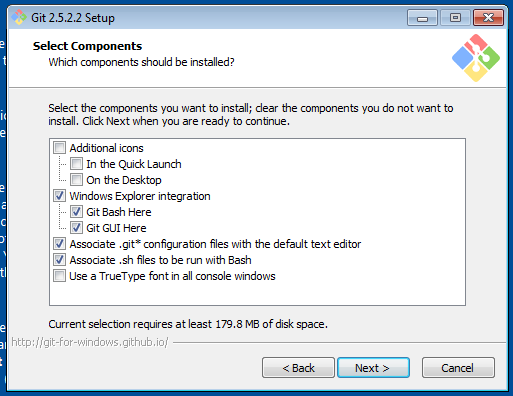 Git 2.5.2.2 Setup
Select Components
Which components should be installed?
Select the components you want to install; clear the components you do not want to
install. Click Next when you are ready to continue.
Additional icons
In the Quick Launch
On the Desktop
Windows Explorer integration
Git Bash Here
Git GUI Here
Associate .git* configuration files with the default text editor
Associate .sh files to be run with Bash
Use a TrueType font in all console windows
Current selection requires at least 179.8 MB of disk space.
http://git-for-windows.github.io/
< Back
Next >
Cancel